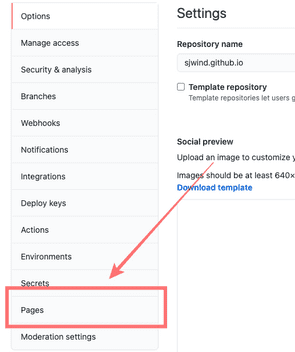 Options
Manage access
Security & analysis
Branches
Webhooks
Notifications
Integrations
Deploy keys
Actions
Environments
Secrets
Pages
Moderation settings
Settings
Repository name
sjwind.github.io
Template repository
Template repositories let users g
Social preview
Upload an image to customize y
Images should be at least 640×
Download template